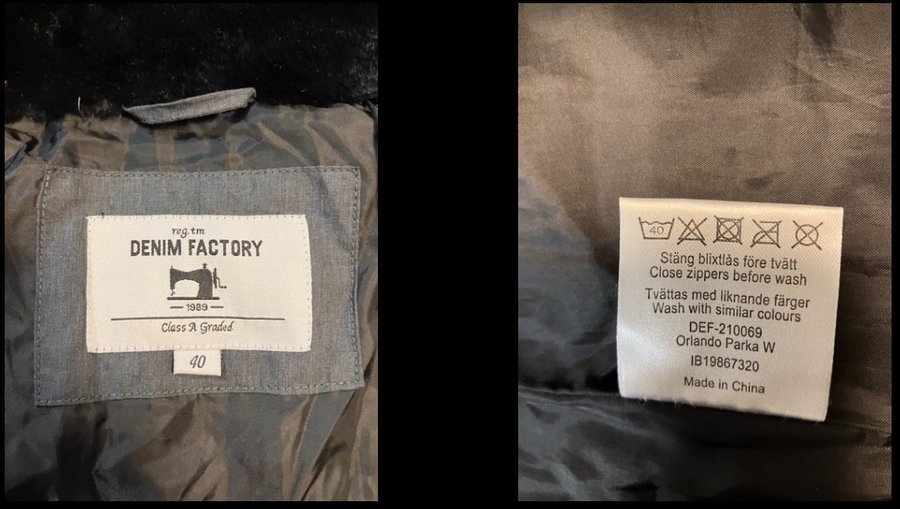 reg.tm
DENIM FACTORY
1989
Class A Graded
40
40
Stäng blixtlås före tvätt
Close zippers before wash
Tvättas med liknande färger
Wash with similar colours
DEF-210069
Orlando Parka W
IB19867320
Made in China